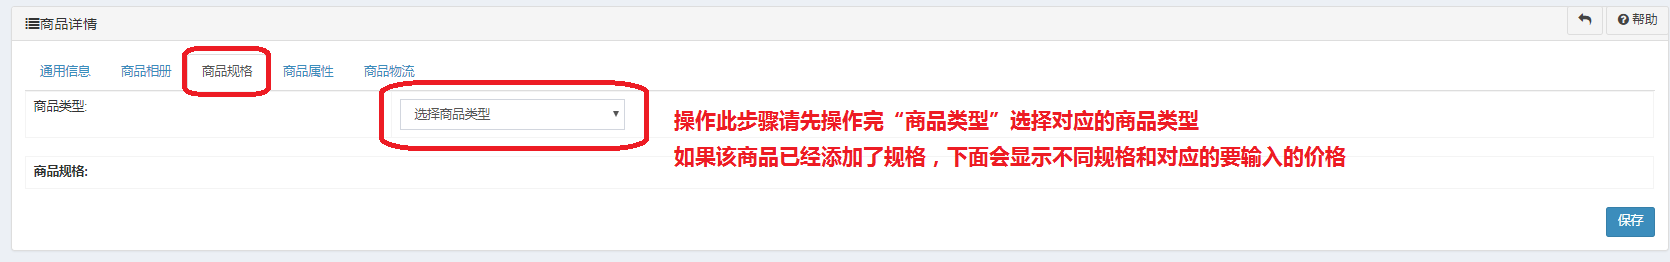 商品详情
帮助
通用信息 商品相册 商品规格 商品属性 商品物流
商品类型:
选择商品类型
操作此步骤请先操作完“商品类型”选择对应的商品类型
如果该商品已经添加了规格，下面会显示不同规格和对应的要输入的价格
商品规格:
保存